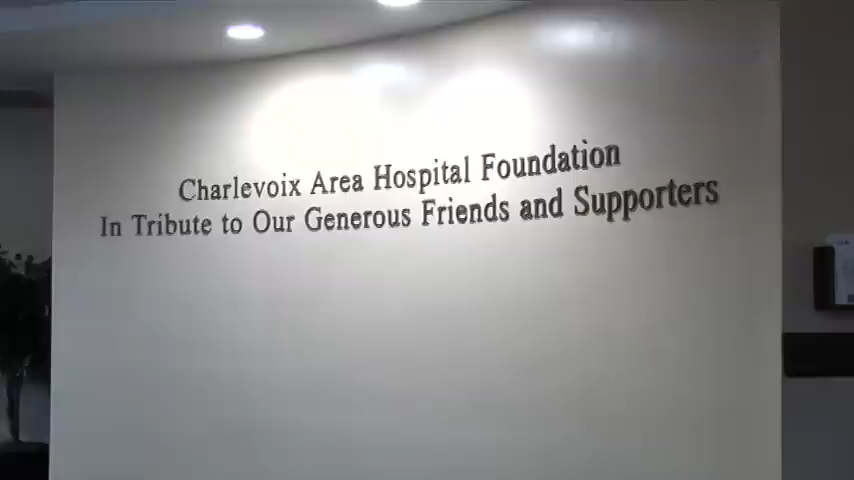 Charlevoix Area Hospital Foundation
In Tribute to Our Generous Friends and Supporters